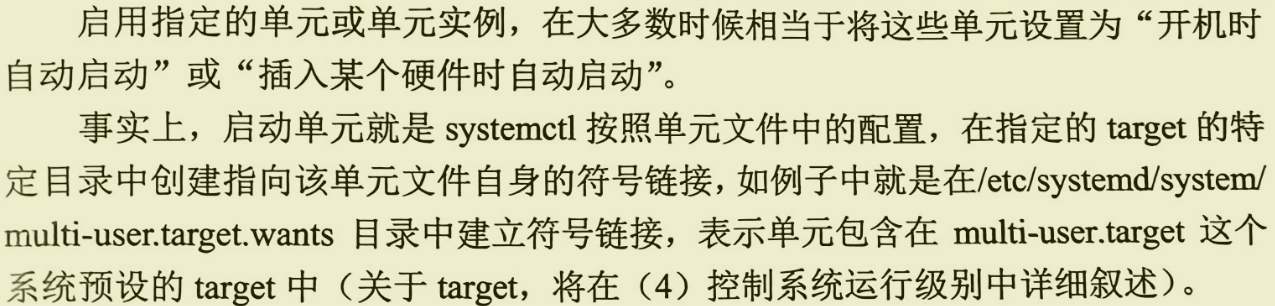 启用指定的单元或单元实例，在大多数时候相当于将这些单元设置为“开机时
自动启动”或“插入某个硬件时自动启动”。
事实上，启动单元就是 systemctl 按照单元文件中的配置，在指定的 target 的特
定目录中创建指向该单元文件自身的符号链接，如例子中就是在/etc/systemd/system/
multi-user.target.wants 目录中建立符号链接，表示单元包含在 multi-user.target 这个
系统预设的 target 中（关于 target，将在（4）控制系统运行级别中详细叙述）。